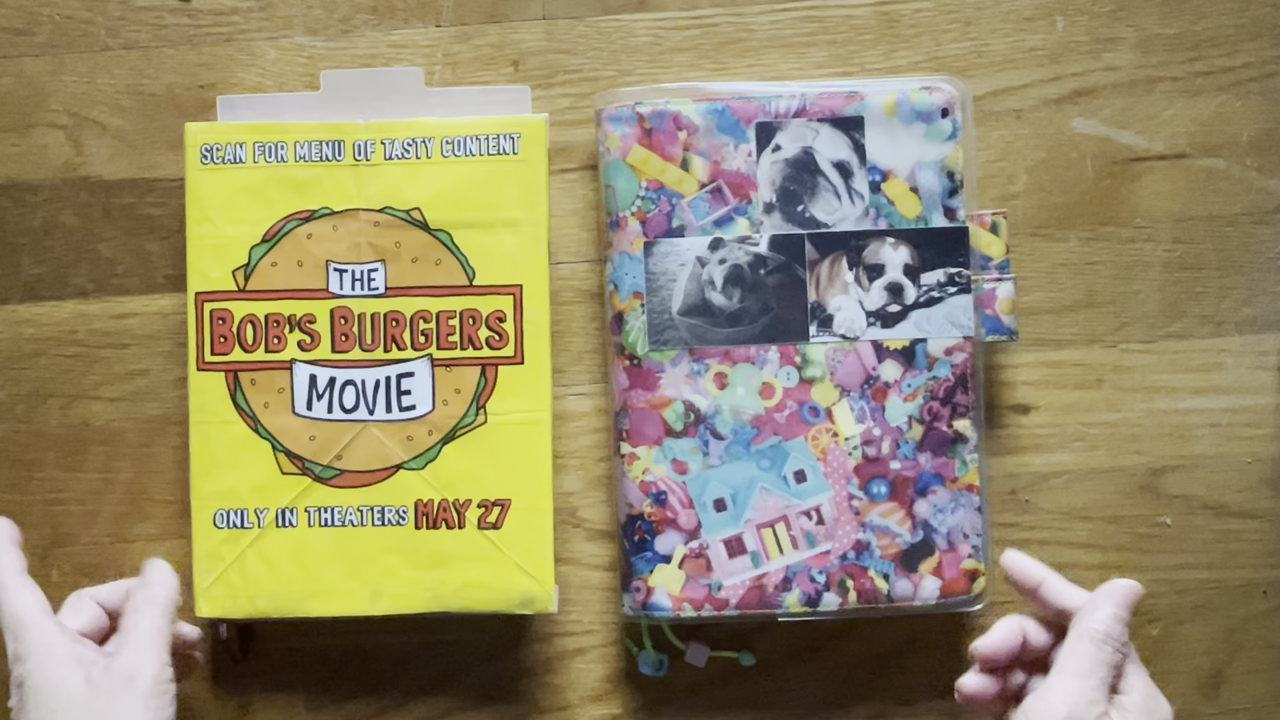 SCAN FOR MENU OF TASTY CONTENT
THE
BOB'S BURGERS
MOVIE
ONLY IN THEATERS MAY 27